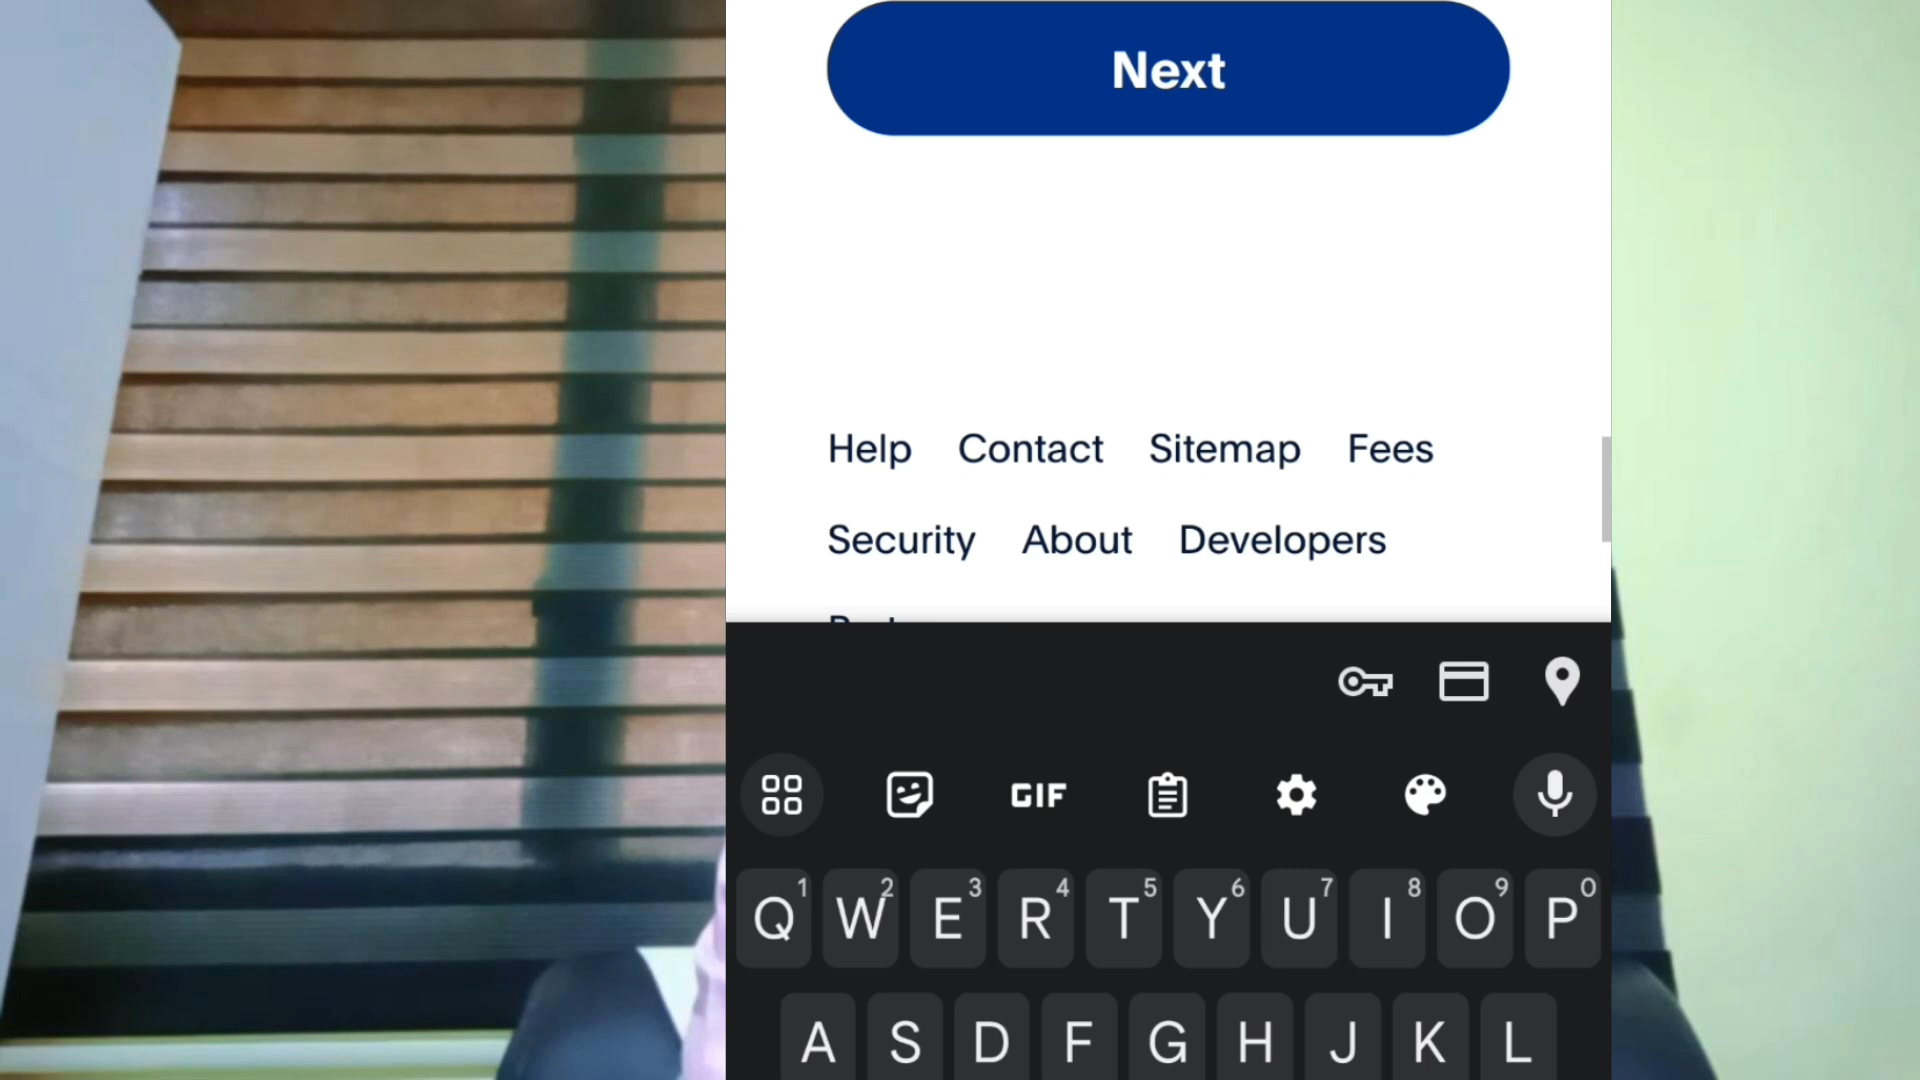 Next
Help Contact Sitemap Fees
Security About Developers
GIF
Q1 W2 E3 R4 T5 Y6 U7 I8 O9 P0
A S D F G H J K L